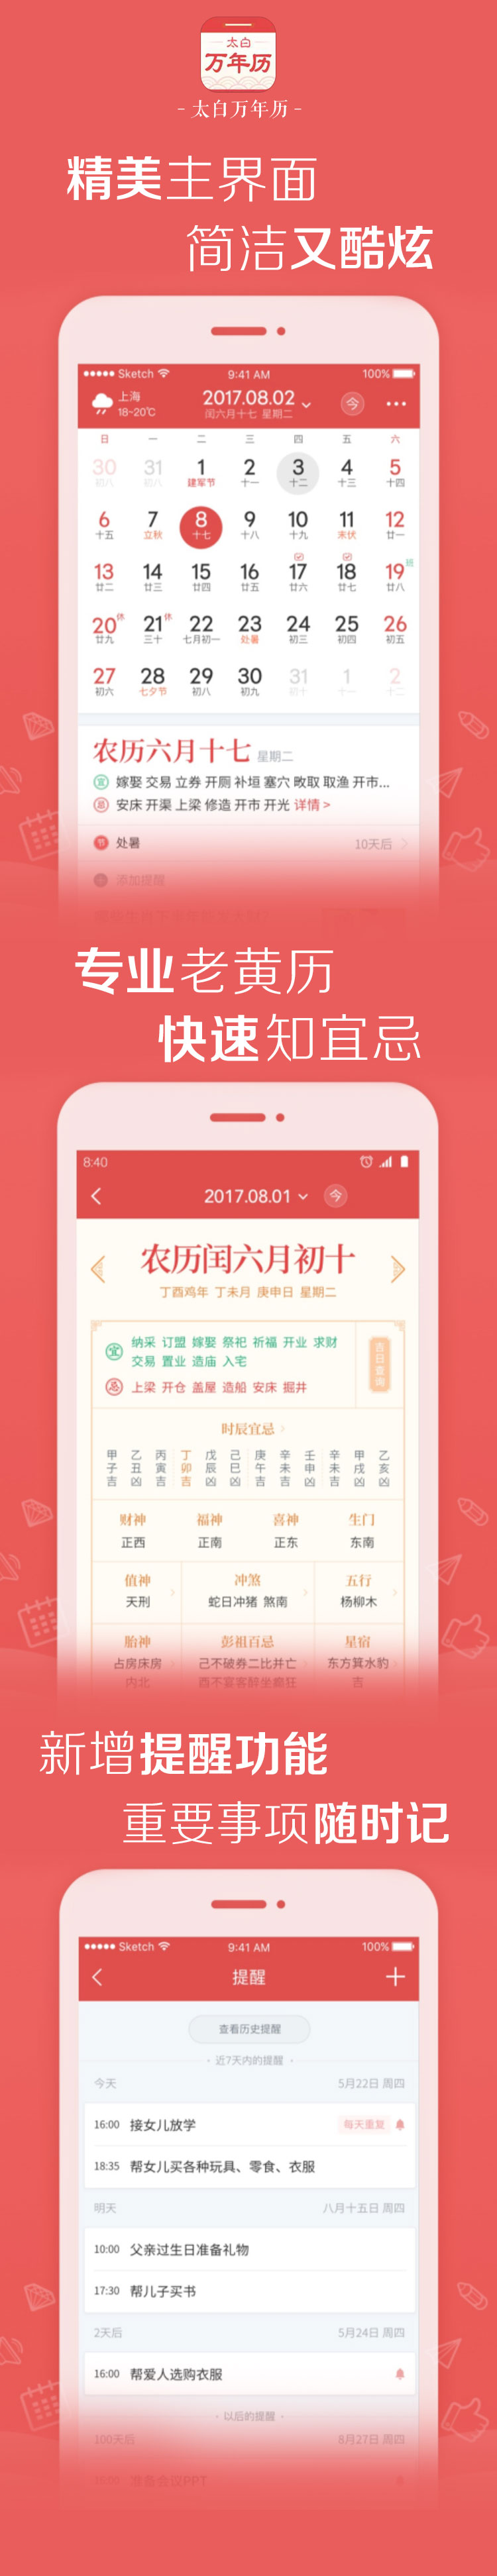 太白
万年历
- 太白万年历 -
精美主界面
简洁又酷炫
●●●●● Sketch 9:41 AM 100%
上海 2017.08.02 今
18~20℃ 闰六月十七 星期二
日 一 二 三 四 五 六
30 31 1 2 3 4 5
初八 初八 建军节 十一 十二 十三 十四
6 7 8 9 10 11 12
十五 立秋 十七 十八 十九 末伏 廿一
13 14 15 16 17 18 19 班
廿二 廿三 廿四 廿五 廿六 廿七 廿八
20 休 21 休 22 23 24 25 26
廿九 三十 七月初一 处暑 初三 初四 初五
27 28 29 30 31 1 2
初六 七夕节 初八 初九 初十 十一 十二
农历六月十七 星期二
宜 嫁娶 交易 立券 开厕 补垣 塞穴 畋取 取渔 开市...
忌 安床 开渠 上梁 修造 开市 开光 详情 >
节 处暑 10天后
添加提醒
专业老黄历
快速知宜忌
8:40
2017.08.01 今
农历闰六月初十
丁酉鸡年 丁未月 庚申日 星期二
宜 纳采 订盟 嫁娶 祭祀 祈福 开业 求财
交易 置业 造庙 入宅
吉日查询
忌 上梁 开仓 盖屋 造船 安床 掘井
时辰宜忌
甲 乙 丙 丁 戊 己 庚 辛 壬 辛 甲 乙
子 丑 寅 卯 辰 巳 午 未 申 未 戌 亥
吉 凶 吉 吉 凶 凶 吉 吉 凶 吉 凶 凶
财神 福神 喜神 生门
正西 正南 正东 东南
值神 冲煞 五行
天刑 蛇日冲猪 煞南 杨柳木
胎神 彭祖百忌 星宿
占房床房 己不破券二比并亡 东方箕水豹
内北 酉不宴客醉坐癫狂 吉
新增提醒功能
重要事项随时记
●●●●● Sketch 9:41 AM 100%
提醒
查看历史提醒
· 近7天内的提醒 ·
今天 5月22日 周四
16:00 接女儿放学 每天重复
18:35 帮女儿买各种玩具、零食、衣服
明天 八月十五日 周四
10:00 父亲过生日准备礼物
17:30 帮儿子买书
2天后 5月24日 周四
16:00 帮爱人选购衣服
· 以后的提醒 ·
100天后 8月27日 周四
16:00 准备会议PPT